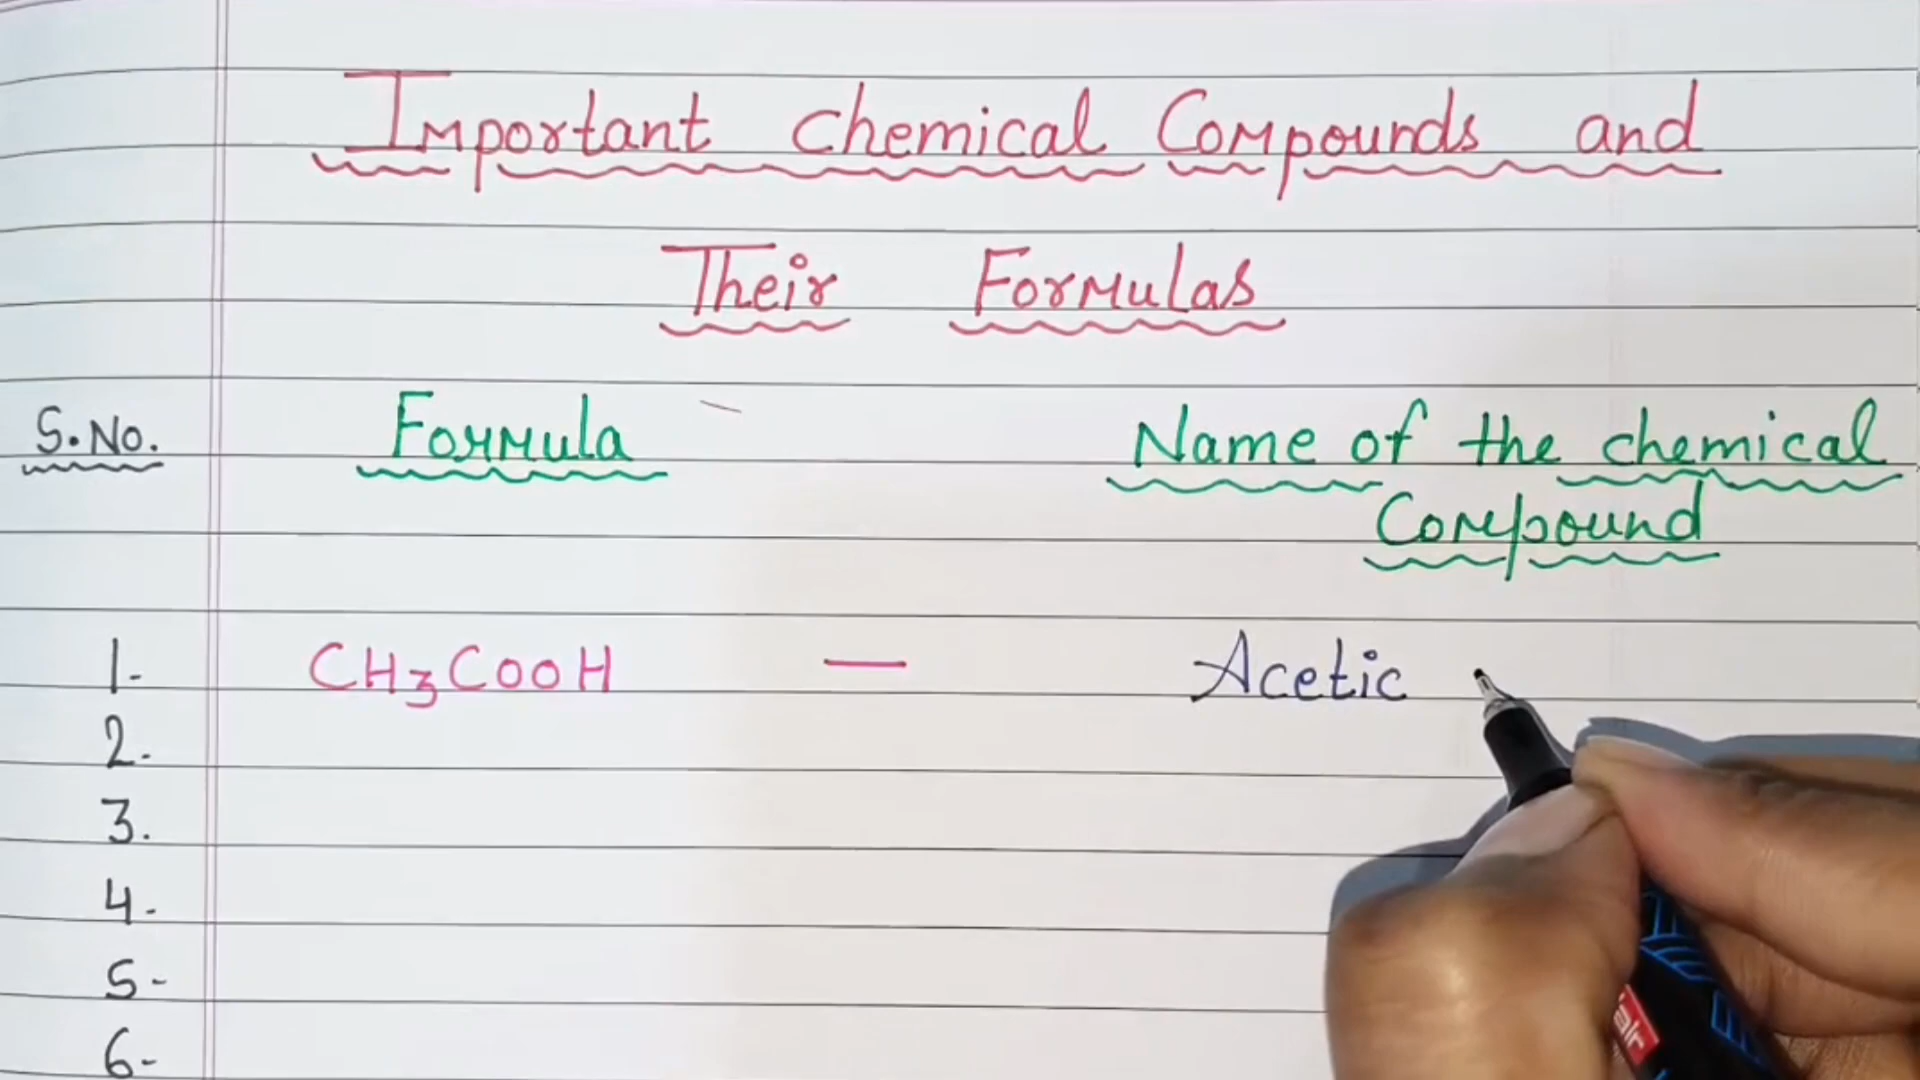 Important Chemical Compounds and
Their Formulas
S.No. Formula Name of the chemical
Compound
1. CH3COOH — Acetic
2.
3.
4.
5.
6.